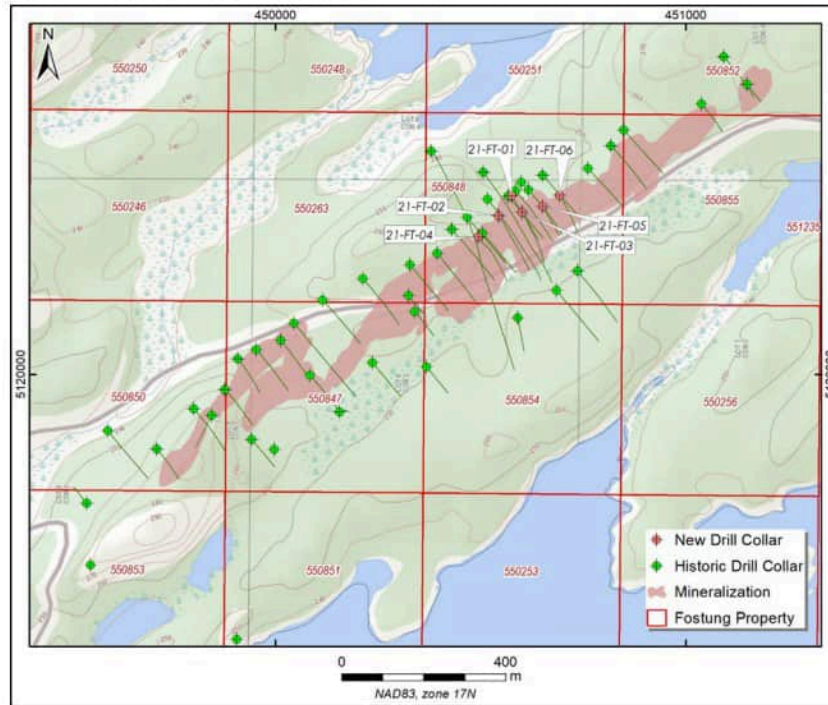 450000
451000
N
550250
550248
550251
550852
21-FT-01
21-FT-06
550848
550246
550263
550855
21-FT-02
21-FT-05
21-FT-04
21-FT-03
551235
5120000
550850
550847
550854
550256
550853
550851
550253
New Drill Collar
Historic Drill Collar
Mineralization
Fostung Property
0 400
m
NAD83, zone 17N